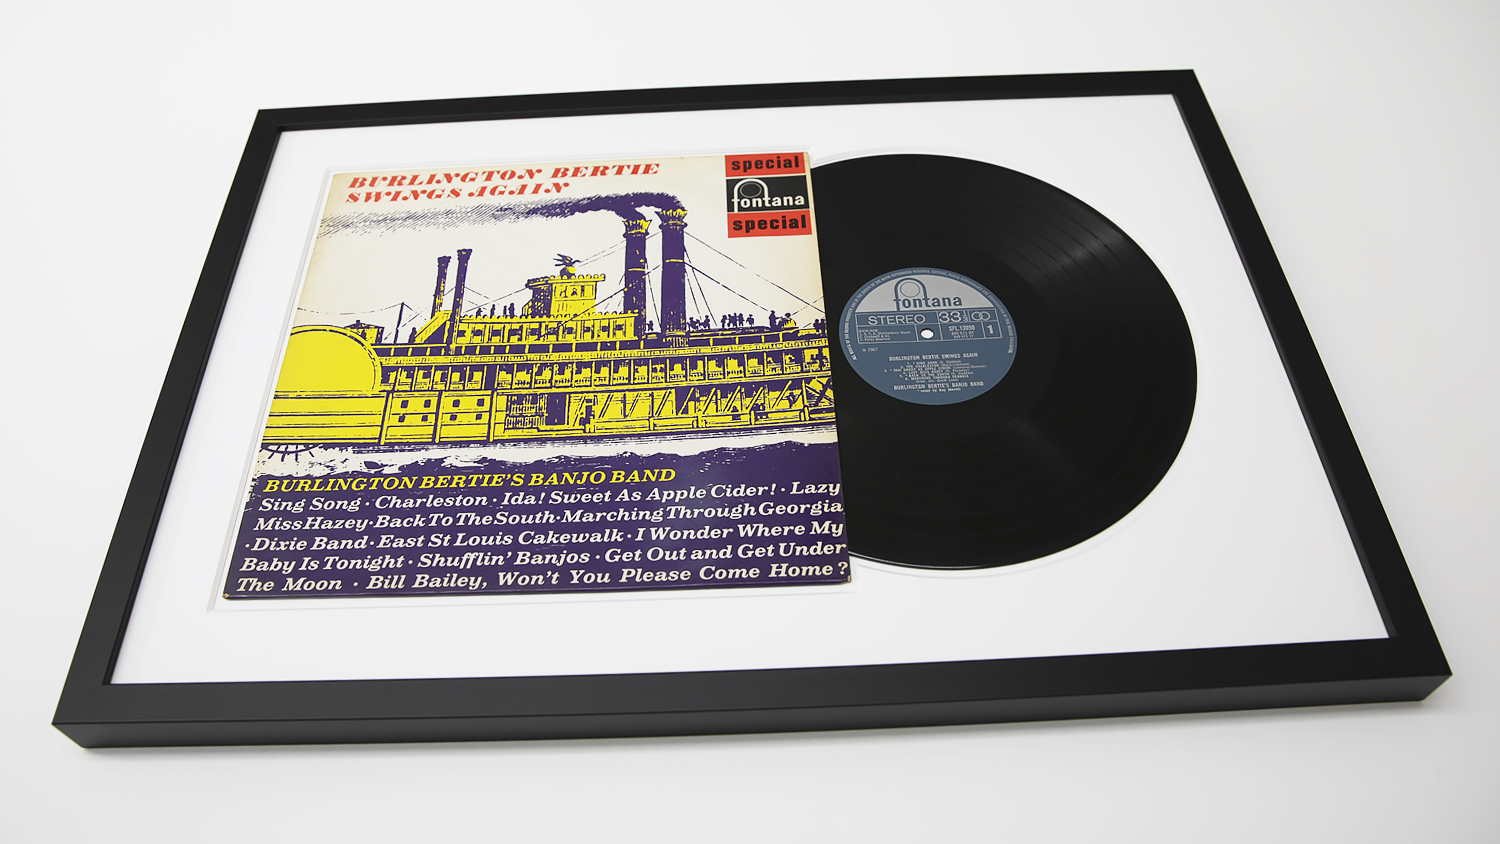 BURLINGTON BERTIE
SWINGS AGAIN
special
fontana
special
BURLINGTON BERTIE'S BANJO BAND
Sing Song · Charleston · Ida! Sweet As Apple Cider! · Lazy
Miss Hazey · Back To The South · Marching Through Georgia
· Dixie Band · East St Louis Cakewalk · I Wonder Where My
Baby Is Tonight · Shufflin' Banjos · Get Out and Get Under
The Moon · Bill Bailey, Won't You Please Come Home?
fontana
STEREO 33
SFL.13050
1
BURLINGTON BERTIE SWINGS AGAIN
BURLINGTON BERTIE'S BANJO BAND